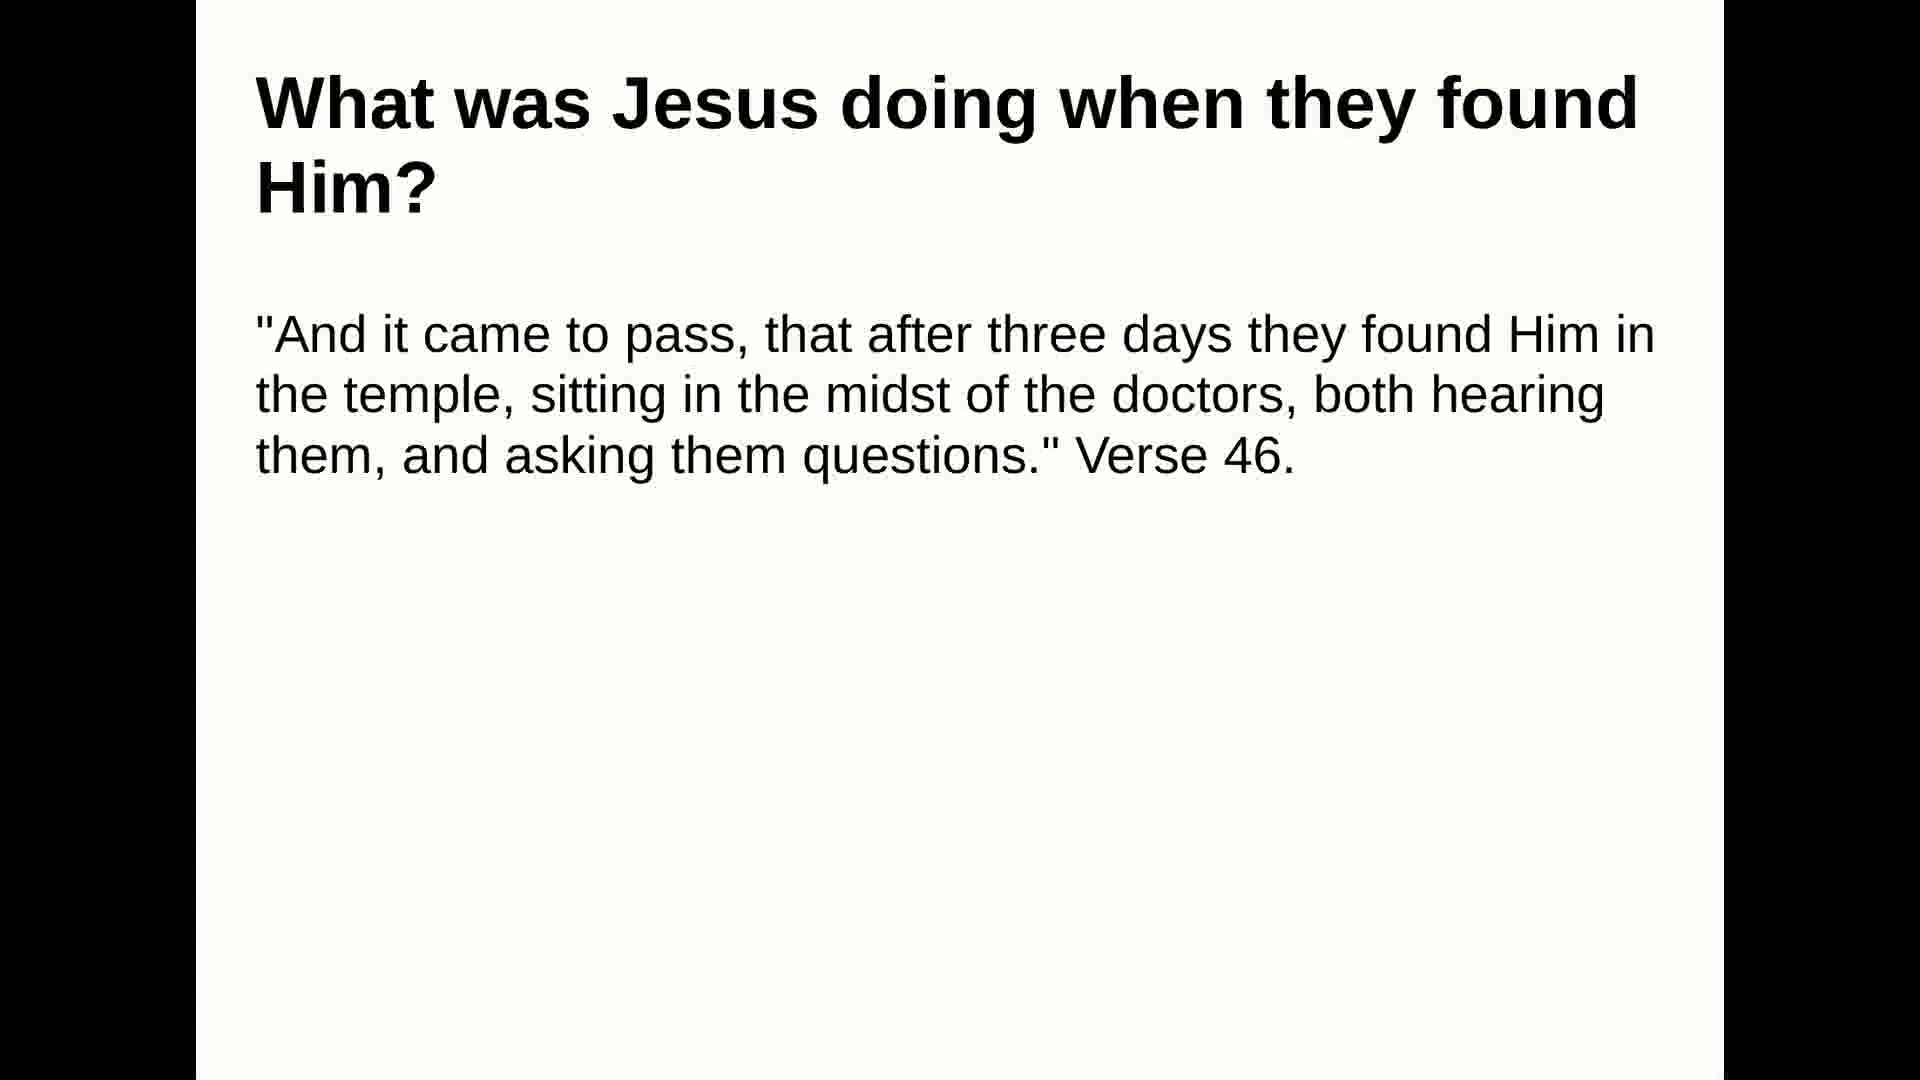 What was Jesus doing when they found
Him?
"And it came to pass, that after three days they found Him in
the temple, sitting in the midst of the doctors, both hearing
them, and asking them questions." Verse 46.